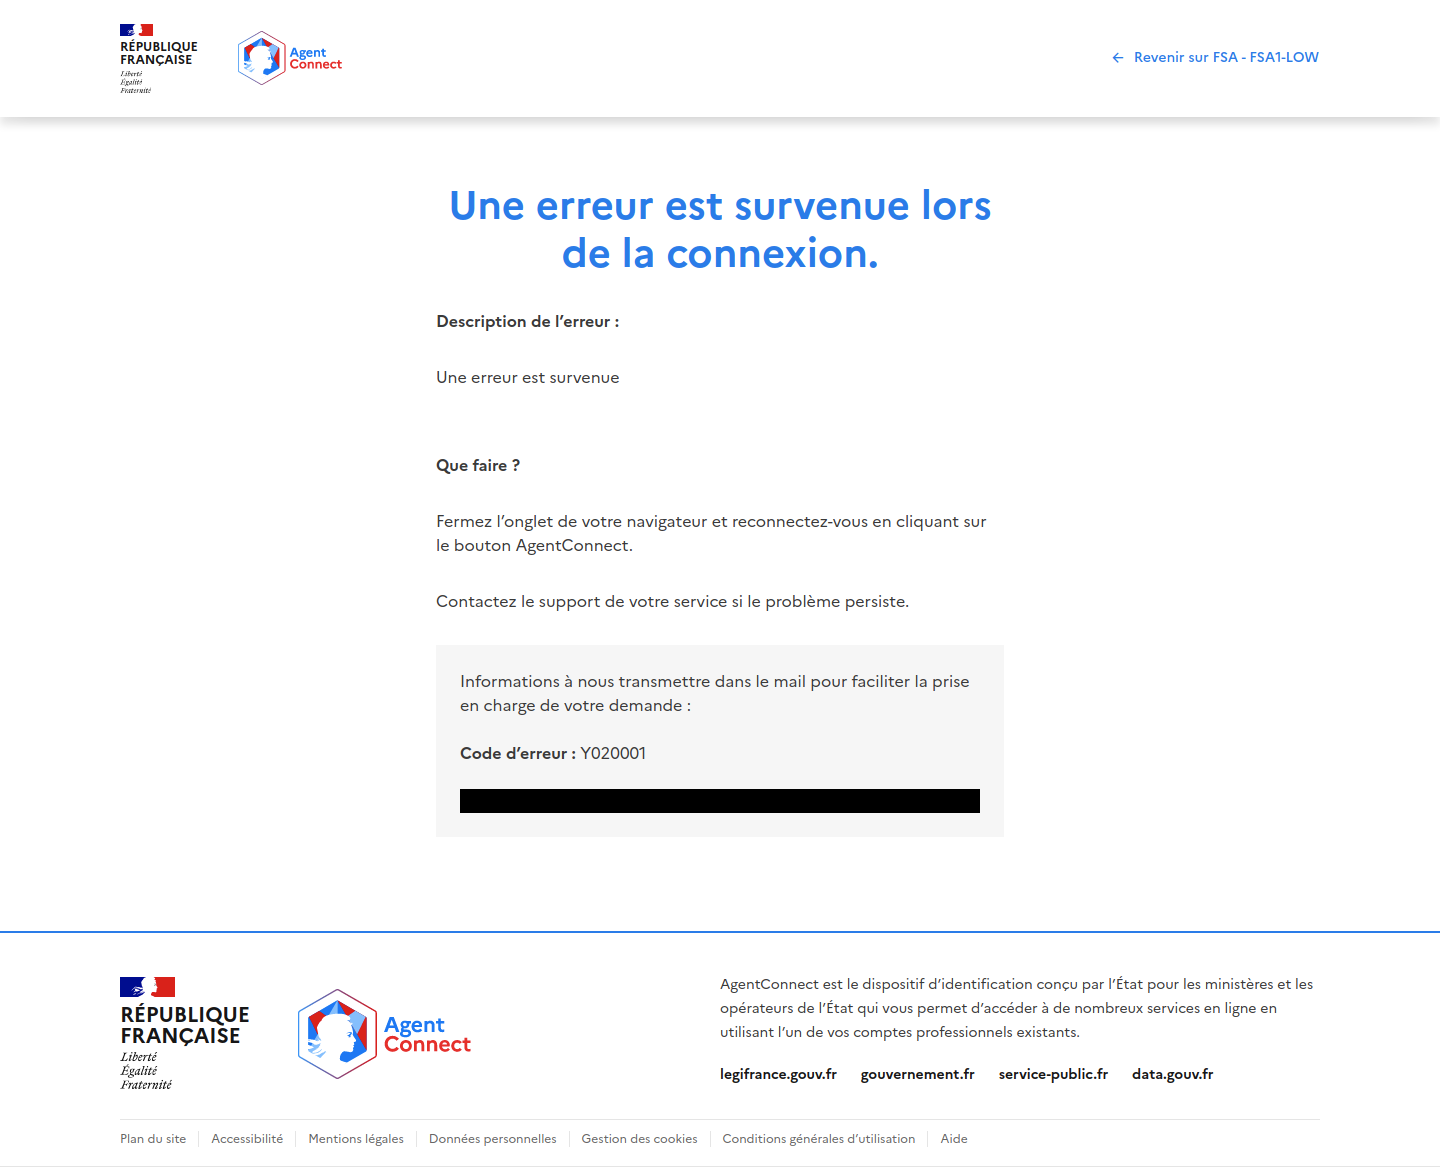 RÉPUBLIQUE
FRANÇAISE
Liberté
Égalité
Fraternité
Agent
Connect
← Revenir sur FSA - FSA1-LOW
Une erreur est survenue lors
de la connexion.
Description de l’erreur :
Une erreur est survenue
Que faire ?
Fermez l’onglet de votre navigateur et reconnectez-vous en cliquant sur
le bouton AgentConnect.
Contactez le support de votre service si le problème persiste.
Informations à nous transmettre dans le mail pour faciliter la prise
en charge de votre demande :
Code d’erreur : Y020001
RÉPUBLIQUE
FRANÇAISE
Liberté
Égalité
Fraternité
Agent
Connect
AgentConnect est le dispositif d’identification conçu par l’État pour les ministères et les
opérateurs de l’État qui vous permet d’accéder à de nombreux services en ligne en
utilisant l’un de vos comptes professionnels existants.
legifrance.gouv.fr gouvernement.fr service-public.fr data.gouv.fr
Plan du site Accessibilité Mentions légales Données personnelles Gestion des cookies Conditions générales d’utilisation Aide